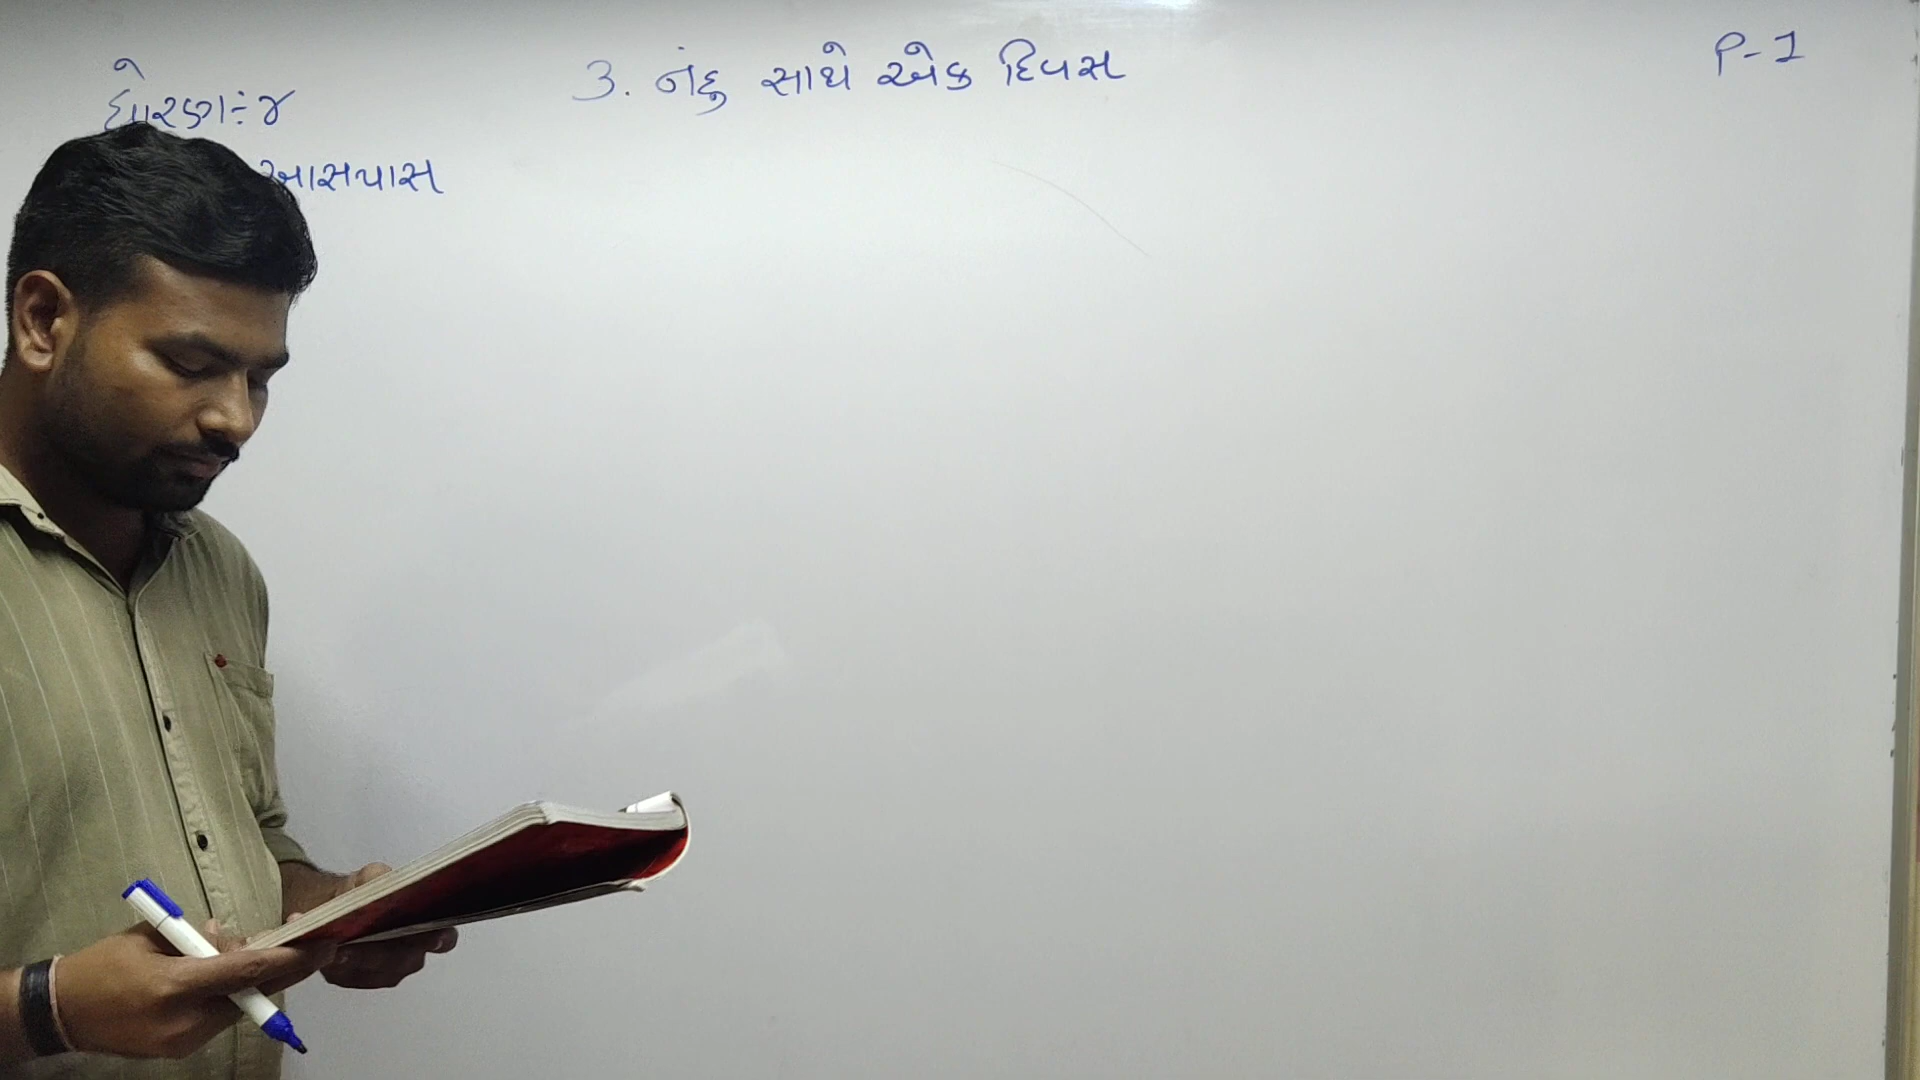 ધોરણ:- ૪
3. નંદુ સાથે એક દિવસ
P-1
આસપાસ